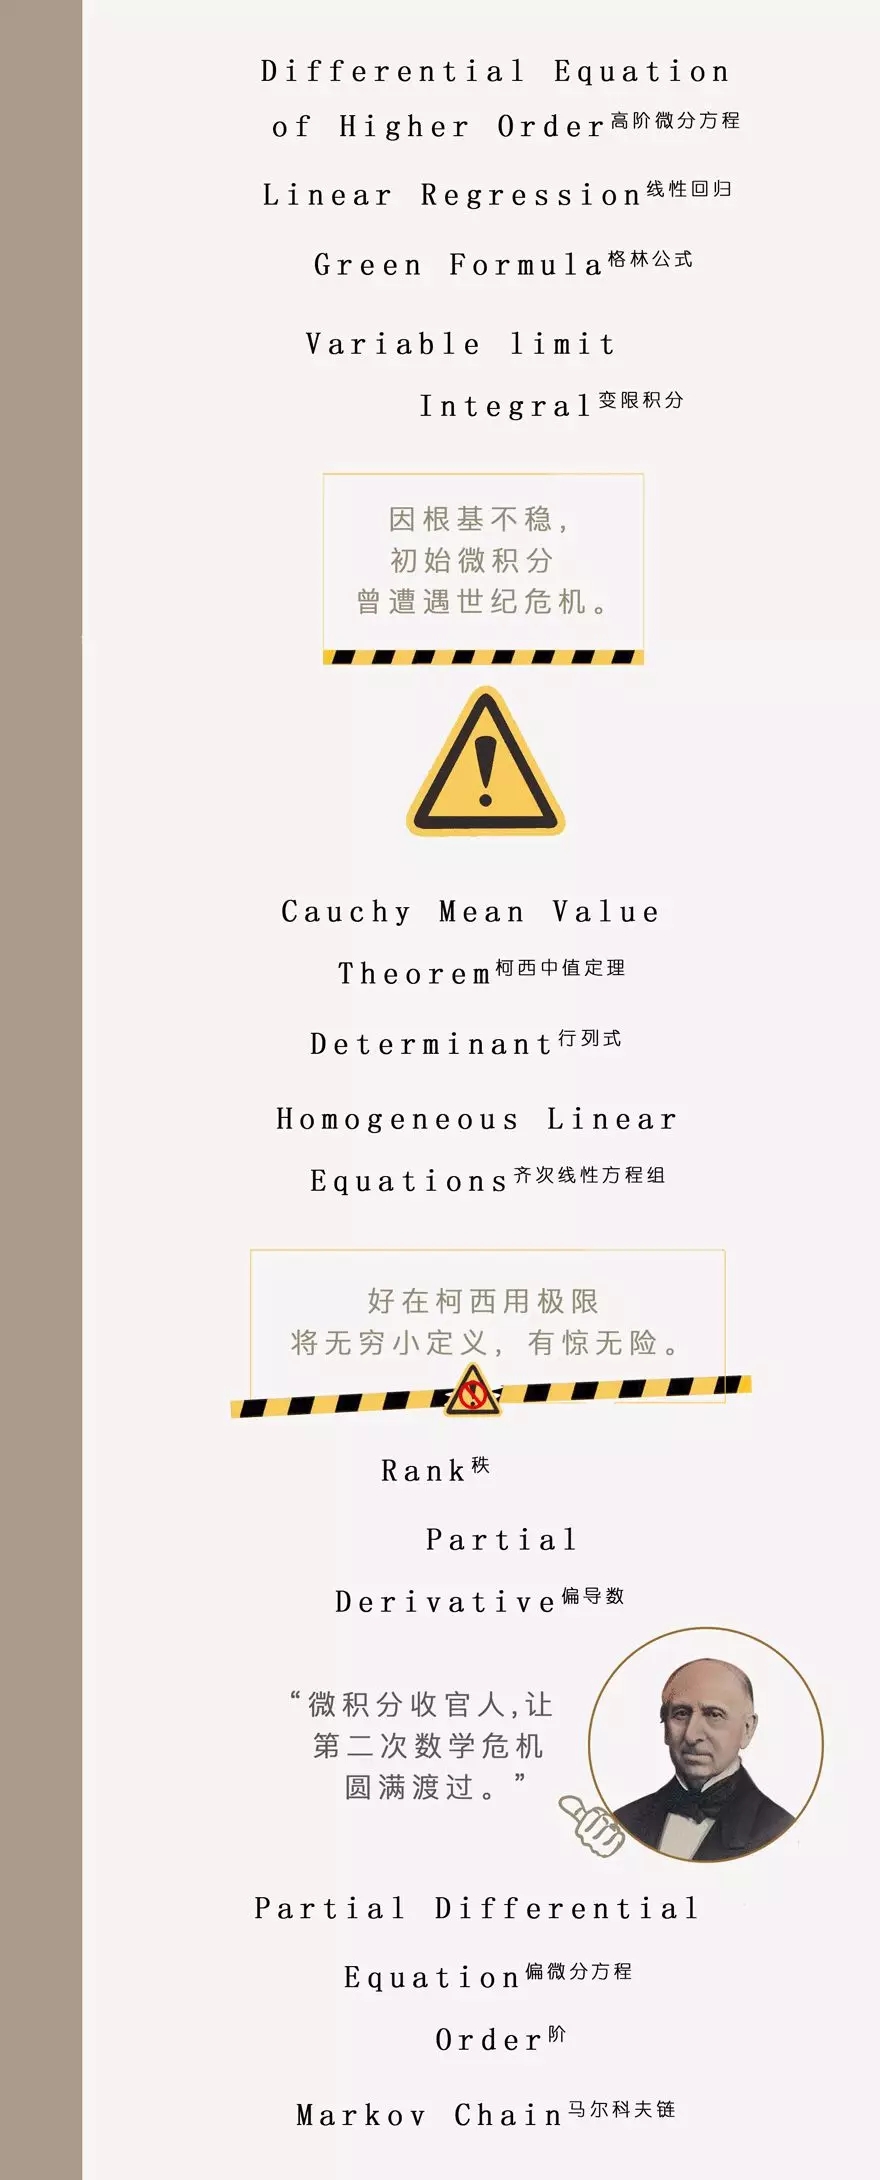 Differential Equation
of Higher Order高阶微分方程
Linear Regression线性回归
Green Formula格林公式
Variable limit
Integral变限积分
因根基不稳,
初始微积分
曾遭遇世纪危机。
Cauchy Mean Value
Theorem柯西中值定理
Determinant行列式
Homogeneous Linear
Equations齐次线性方程组
好在柯西用极限
将无穷小定义, 有惊无险。
Rank秩
Partial
Derivative偏导数
“微积分收官人,让
第二次数学危机
圆满渡过。”
Partial Differential
Equation偏微分方程
Order阶
Markov Chain马尔科夫链